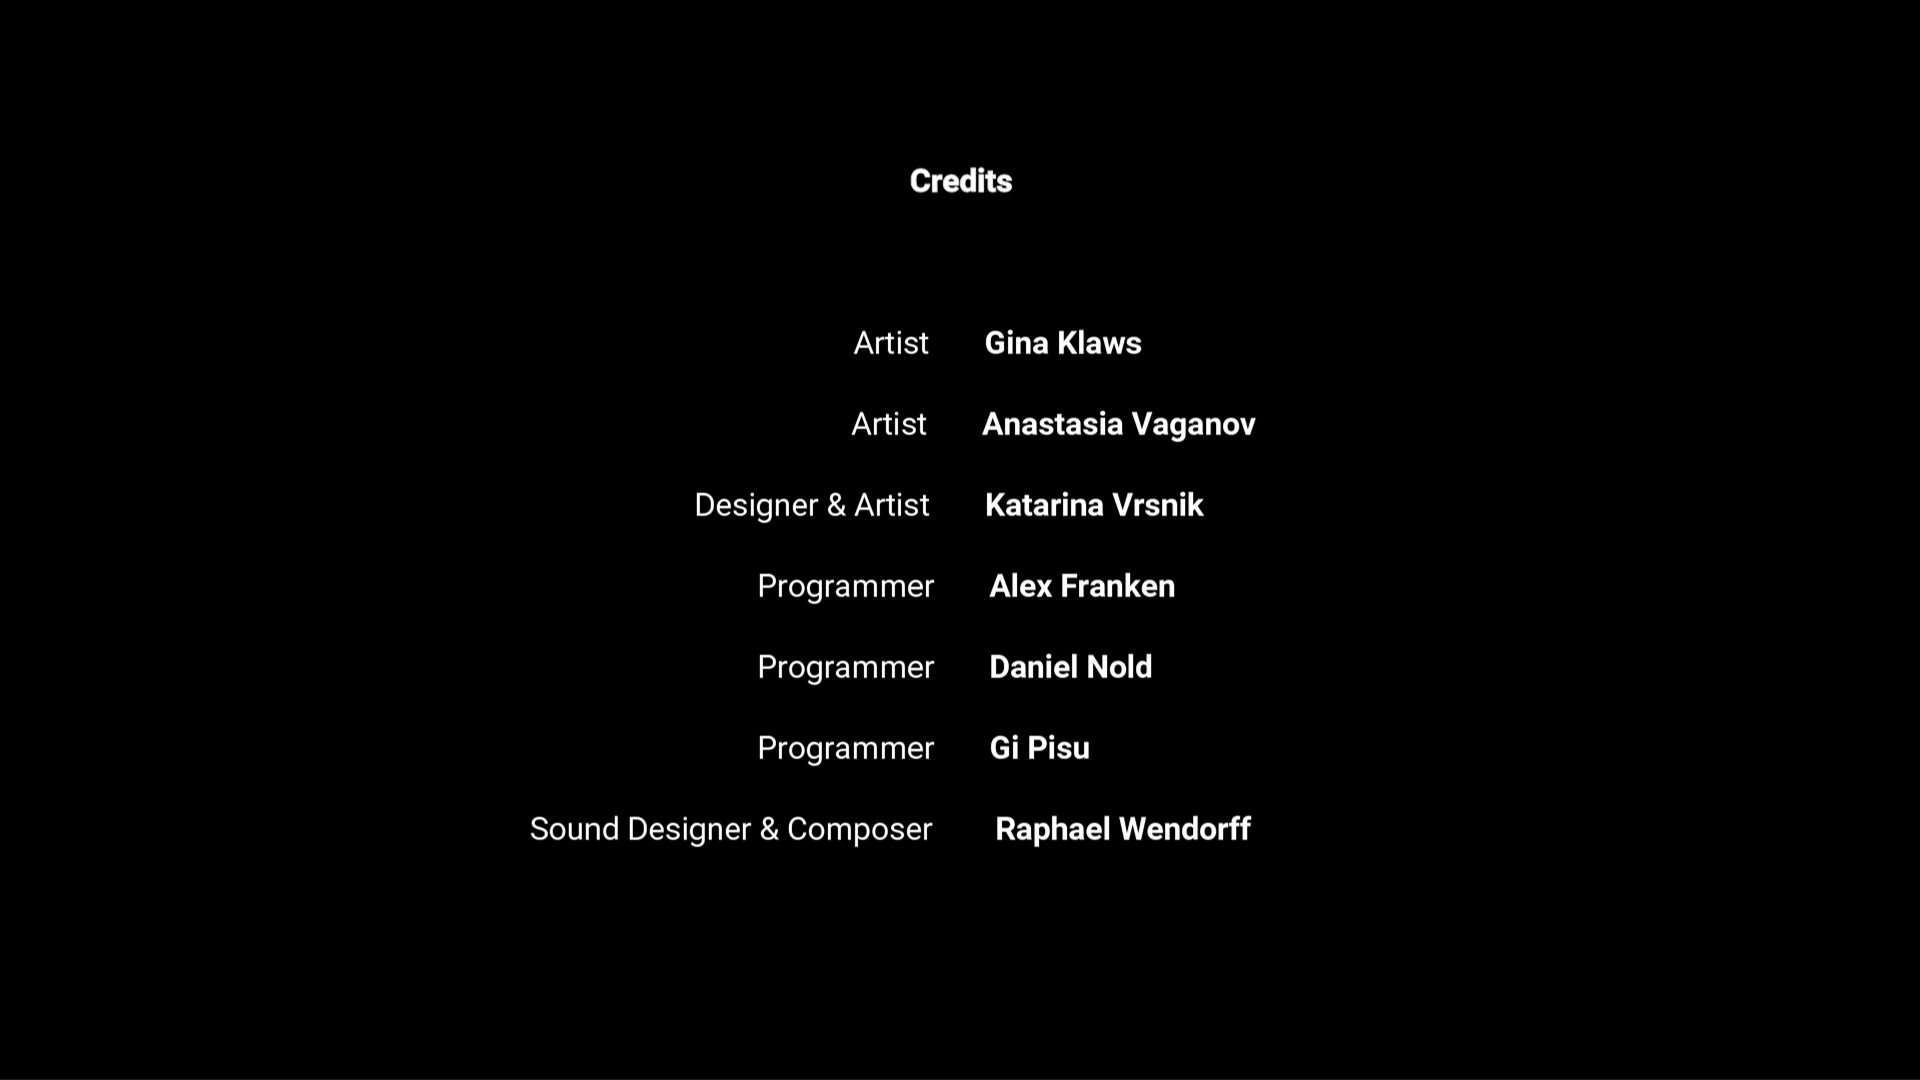 Credits
Artist Gina Klaws
Artist Anastasia Vaganov
Designer & Artist Katarina Vrsnik
Programmer Alex Franken
Programmer Daniel Nold
Programmer Gi Pisu
Sound Designer & Composer Raphael Wendorff